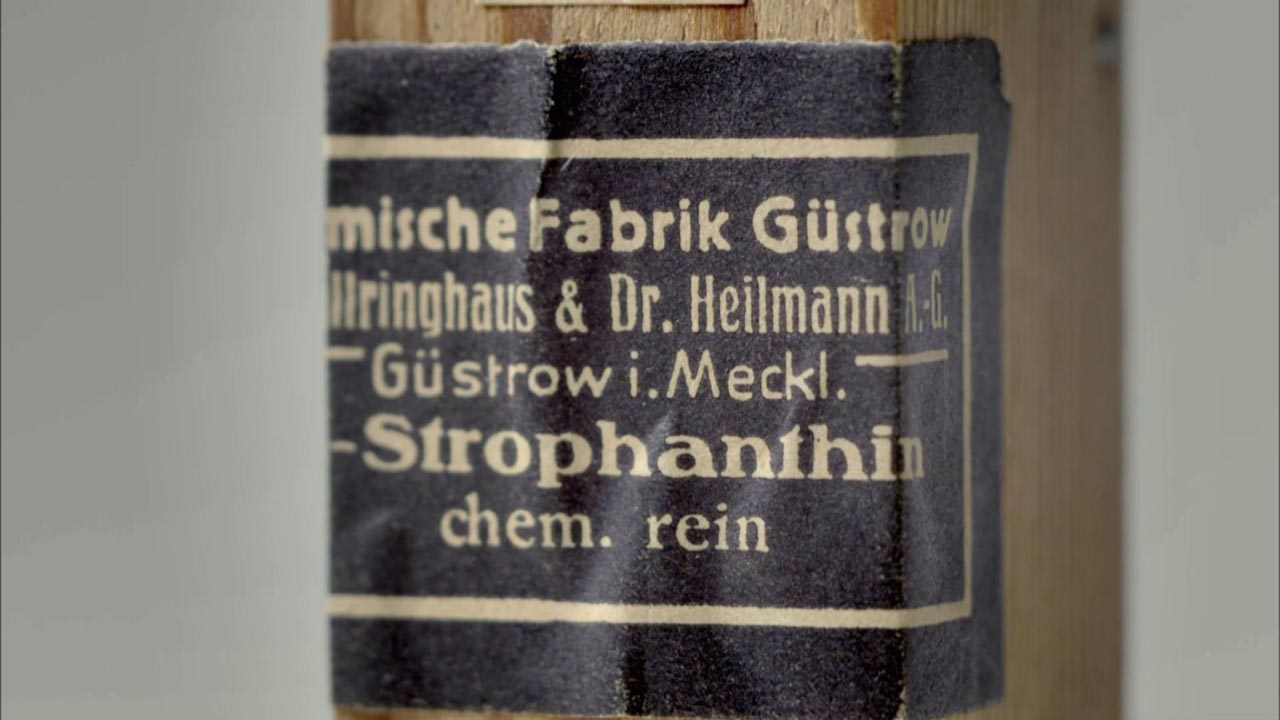 mische Fabrik Güstrow
llringhaus & Dr. Heilmann A.-G.
Güstrow i. Meckl.
-Strophanthin
chem. rein